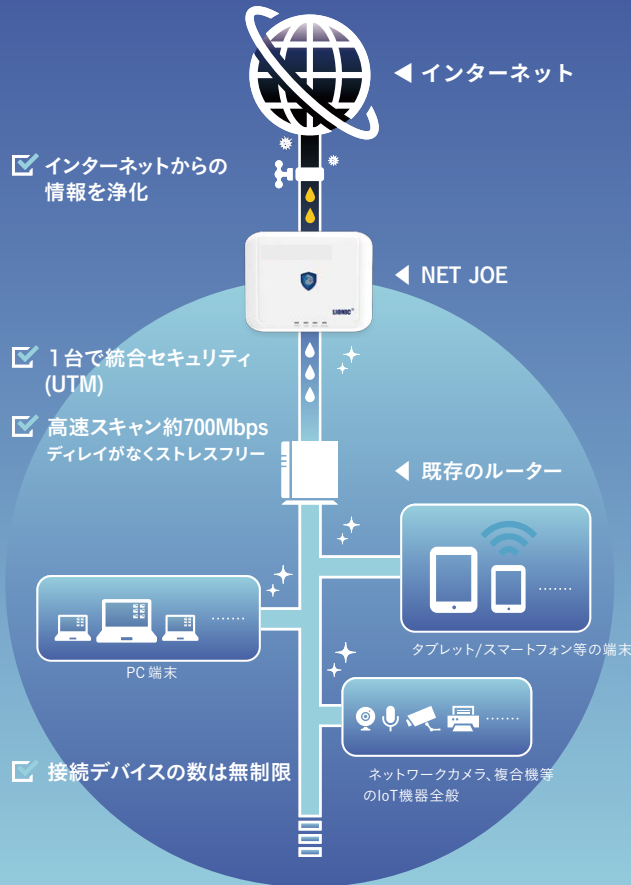 インターネット
インターネットからの
情報を浄化
NET JOE
LIONIC®
1台で統合セキュリティ
(UTM)
高速スキャン約700Mbps
ディレイがなくストレスフリー
既存のルーター
タブレット/スマートフォン等の端末
PC端末
接続デバイスの数は無制限
ネットワークカメラ、複合機等
のIoT機器全般